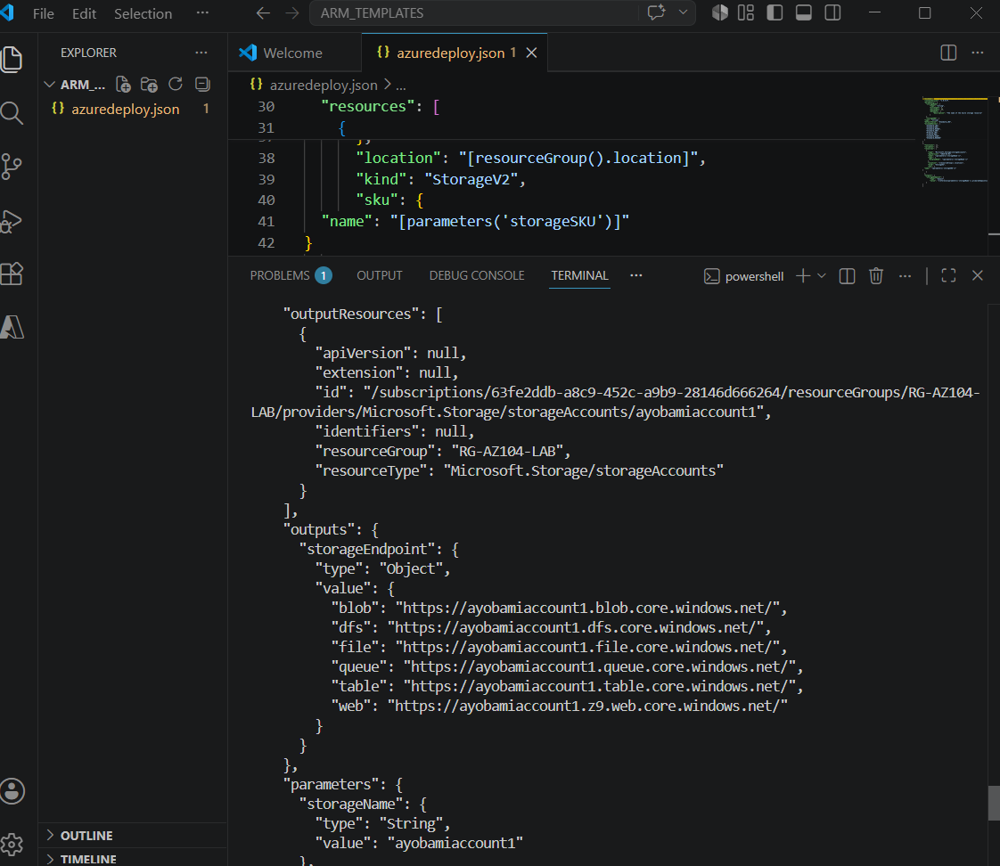 File Edit Selection ··· ARM_TEMPLATES
EXPLORER ···
ARM_...
{} azuredeploy.json 1
Welcome
{} azuredeploy.json 1
{} azuredeploy.json > ...
30 "resources": [
31 {
38 "location": "[resourceGroup().location]",
39 "kind": "StorageV2",
40 "sku": {
41 "name": "[parameters('storageSKU')]"
42 }
PROBLEMS 1 OUTPUT DEBUG CONSOLE TERMINAL ··· powershell
"outputResources": [
{
"apiVersion": null,
"extension": null,
"id": "/subscriptions/63fe2ddb-a8c9-452c-a9b9-28146d666264/resourceGroups/RG-AZ104-
LAB/providers/Microsoft.Storage/storageAccounts/ayobamiaccount1",
"identifiers": null,
"resourceGroup": "RG-AZ104-LAB",
"resourceType": "Microsoft.Storage/storageAccounts"
}
],
"outputs": {
"storageEndpoint": {
"type": "Object",
"value": {
"blob": "https://ayobamiaccount1.blob.core.windows.net/",
"dfs": "https://ayobamiaccount1.dfs.core.windows.net/",
"file": "https://ayobamiaccount1.file.core.windows.net/",
"queue": "https://ayobamiaccount1.queue.core.windows.net/",
"table": "https://ayobamiaccount1.table.core.windows.net/",
"web": "https://ayobamiaccount1.z9.web.core.windows.net/"
}
}
},
"parameters": {
"storageName": {
"type": "String",
"value": "ayobamiaccount1"
},
OUTLINE
TIMELINE